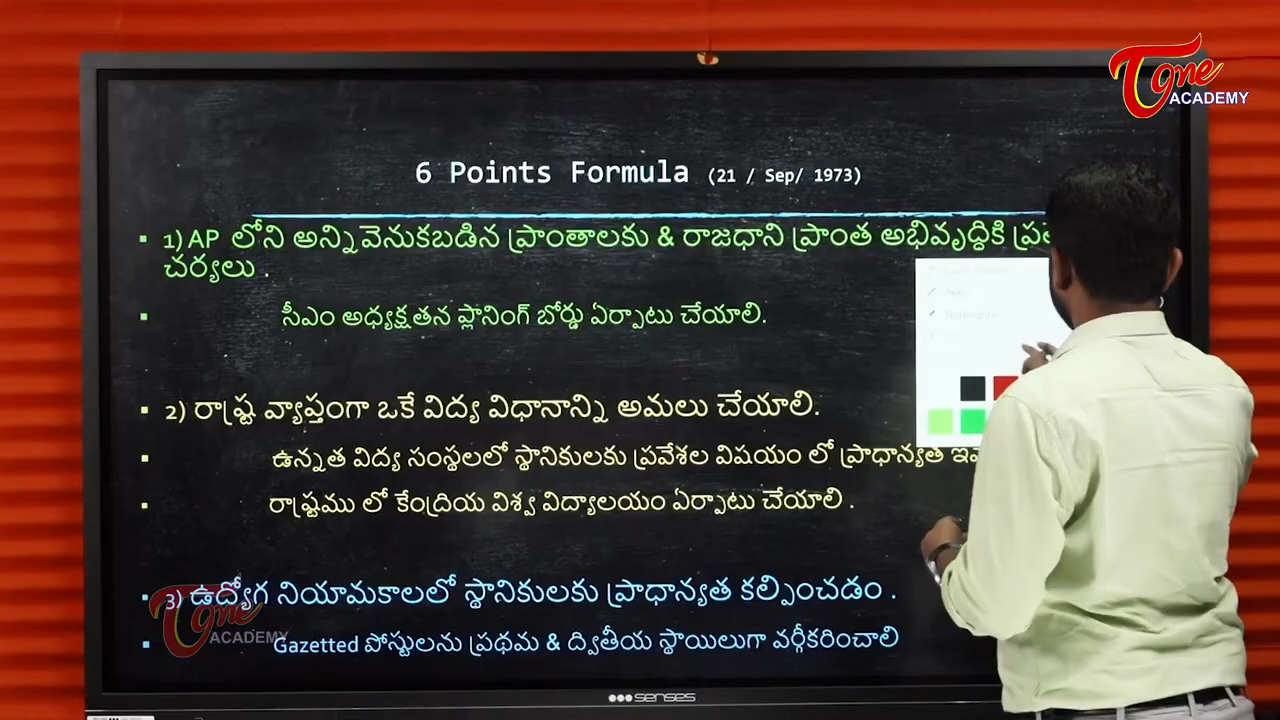 Tone
ACADEMY
6 Points Formula (21 / Sep/ 1973)
1) AP లోని అన్ని వెనుకబడిన ప్రాంతాలకు & రాజధాని ప్రాంత అభివృద్ధికి
చర్యలు .
సీఎం అధ్యక్షతన ప్లానింగ్ బోర్డు ఏర్పాటు చేయాలి.
2) రాష్ట్ర వ్యాప్తంగా ఒకే విద్య విధానాన్ని అమలు చేయాలి.
ఉన్నత విద్య సంస్థలలో స్థానికులకు ప్రవేశల విషయం లో ప్రాధాన్యత
రాష్ట్రము లో కేంద్రియ విశ్వ విద్యాలయం ఏర్పాటు చేయాలి .
3) ఉద్యోగ నియామకాలలో స్థానికులకు ప్రాధాన్యత కల్పించడం .
Tone
ACADEMY
Gazetted పోస్టులను ప్రథమ & ద్వితీయ స్థాయిలుగా వర్గీకరించాలి
senses